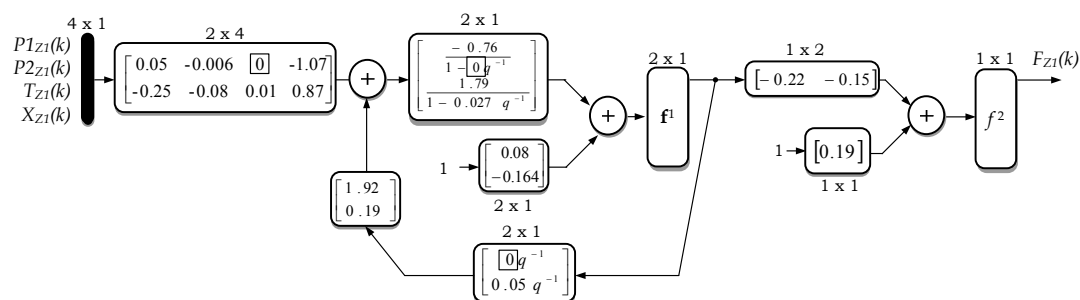 4 x 1
P1Z1(k)
P2Z1(k)
TZ1(k)
XZ1(k)
2 x 4
0.05 -0.006 0 -1.07
-0.25 -0.08 0.01 0.87
+
2 x 1
- 0.76
1 - 0 q -1
1.79
1 - 0.027 q -1
1
0.08
-0.164
2 x 1
+
2 x 1
f1
1 x 2
[- 0.22 - 0.15]
1
[0.19]
1 x 1
+
1 x 1
f 2
FZ1(k)
1.92
0.19
2 x 1
0 q -1
0.05 q -1